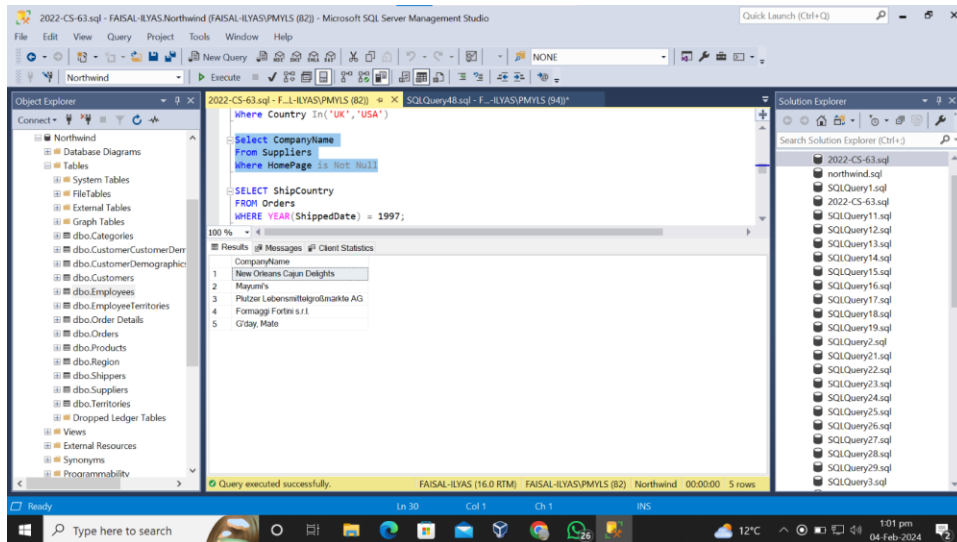 2022-CS-63.sql - FAISAL-ILYAS.Northwind (FAISAL-ILYAS\PMYLS (82)) - Microsoft SQL Server Management Studio
Quick Launch (Ctrl+Q)
File Edit View Query Project Tools Window Help
New Query
NONE
Northwind
Execute
Object Explorer
Connect
Northwind
Database Diagrams
Tables
System Tables
FileTables
External Tables
Graph Tables
dbo.Categories
dbo.CustomerCustomerDem
dbo.CustomerDemographics
dbo.Customers
dbo.Employees
dbo.EmployeeTerritories
dbo.Order Details
dbo.Orders
dbo.Products
dbo.Region
dbo.Shippers
dbo.Suppliers
dbo.Territories
Dropped Ledger Tables
Views
External Resources
Synonyms
Programmability
2022-CS-63.sql - F...L-ILYAS\PMYLS (82))
SQLQuery48.sql - F...-ILYAS\PMYLS (94))*
Where Country In('UK','USA')
Select CompanyName
From Suppliers
Where HomePage is Not Null
SELECT ShipCountry
FROM Orders
WHERE YEAR(ShippedDate) = 1997;
100 %
Results Messages Client Statistics
CompanyName
1 New Orleans Cajun Delights
2 Mayumi's
3 Plutzer Lebensmittelgroßmärkte AG
4 Formaggi Fortini s.r.l.
5 G'day, Mate
Query executed successfully.
FAISAL-ILYAS (16.0 RTM) FAISAL-ILYAS\PMYLS (82) Northwind 00:00:00 5 rows
Solution Explorer
Search Solution Explorer (Ctrl+;)
2022-CS-63.sql
northwind.sql
SQLQuery1.sql
2022-CS-63.sql
SQLQuery11.sql
SQLQuery12.sql
SQLQuery13.sql
SQLQuery14.sql
SQLQuery15.sql
SQLQuery16.sql
SQLQuery17.sql
SQLQuery18.sql
SQLQuery19.sql
SQLQuery2.sql
SQLQuery21.sql
SQLQuery22.sql
SQLQuery23.sql
SQLQuery24.sql
SQLQuery25.sql
SQLQuery26.sql
SQLQuery27.sql
SQLQuery28.sql
SQLQuery29.sql
SQLQuery3.sql
Ready Ln 30 Col 1 Ch 1 INS
Type here to search
26
12°C
1:01 pm
04-Feb-2024
2